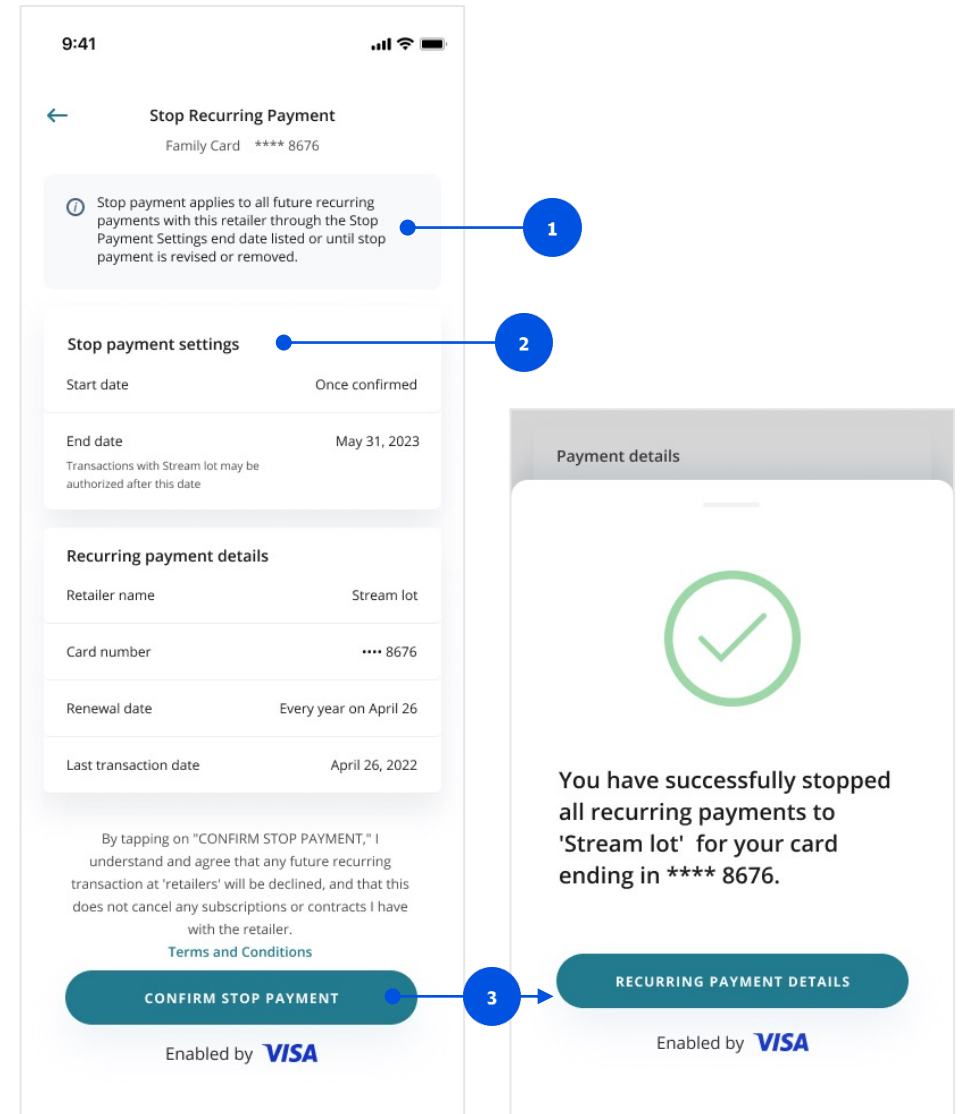 9:41
Stop Recurring Payment
Family Card **** 8676
Stop payment applies to all future recurring
payments with this retailer through the Stop
Payment Settings end date listed or until stop
payment is revised or removed.
1
Stop payment settings
2
Start date Once confirmed
End date May 31, 2023
Transactions with Stream lot may be
authorized after this date
Recurring payment details
Retailer name Stream lot
Card number •••• 8676
Renewal date Every year on April 26
Last transaction date April 26, 2022
By tapping on "CONFIRM STOP PAYMENT," I
understand and agree that any future recurring
transaction at 'retailers' will be declined, and that this
does not cancel any subscriptions or contracts I have
with the retailer.
Terms and Conditions
CONFIRM STOP PAYMENT
3
Enabled by VISA
Payment details
You have successfully stopped
all recurring payments to
'Stream lot' for your card
ending in **** 8676.
RECURRING PAYMENT DETAILS
Enabled by VISA